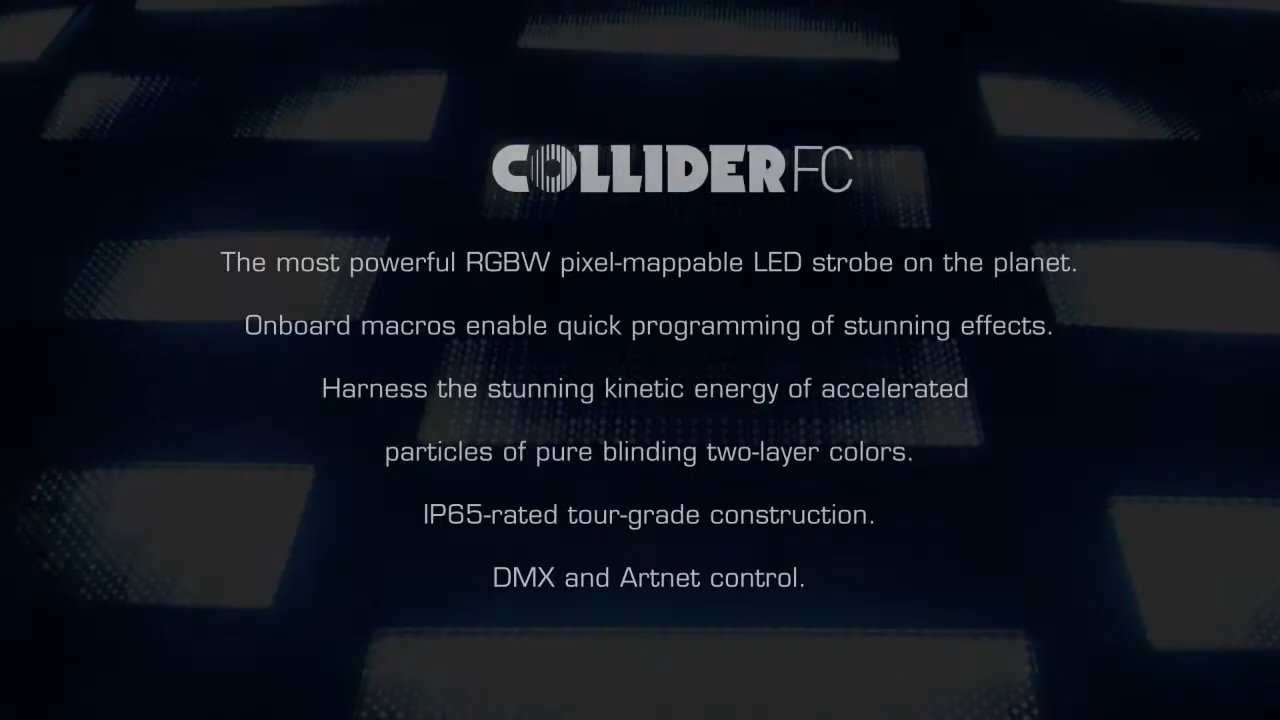 COLLIDER FC
The most powerful RGBW pixel-mappable LED strobe on the planet.
Onboard macros enable quick programming of stunning effects.
Harness the stunning kinetic energy of accelerated
particles of pure blinding two-layer colors.
IP65-rated tour-grade construction.
DMX and Artnet control.